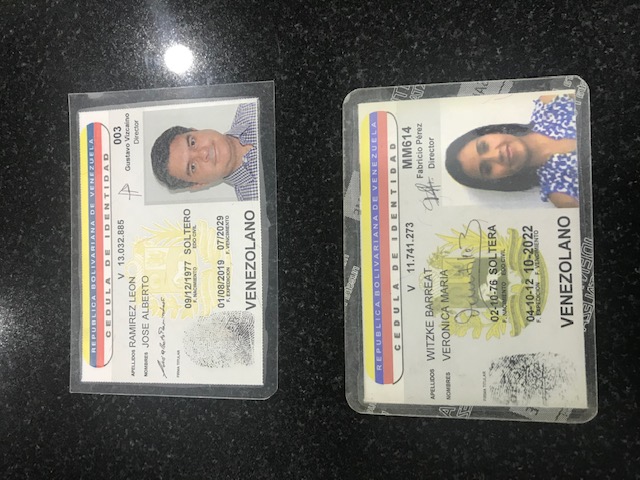 REPUBLICA BOLIVARIANA DE VENEZUELA
CEDULA DE IDENTIDAD
V 13.032.885 003
Gustavo Vizcaino
Director
APELLIDOS RAMIREZ LEON
NOMBRES JOSE ALBERTO
FIRMA TITULAR
09/12/1977 SOLTERO
F. NACIMIENTO EDO CIVIL
01/08/2019 07/2029
F. EXPEDICION F. VENCIMIENTO
VENEZOLANO
REPUBLICA BOLIVARIANA DE VENEZUELA
CEDULA DE IDENTIDAD
V 11.741.273 MM614
Fabricio Pérez
Director
APELLIDOS WITZKE BARREAT
NOMBRES VERONICA MARIA
FIRMA TITULAR
02-10-76 SOLTERA
F. NACIMIENTO EDO CIVIL
04-10-12 10-2022
F. EXPEDICION F. VENCIMIENTO
VENEZOLANO